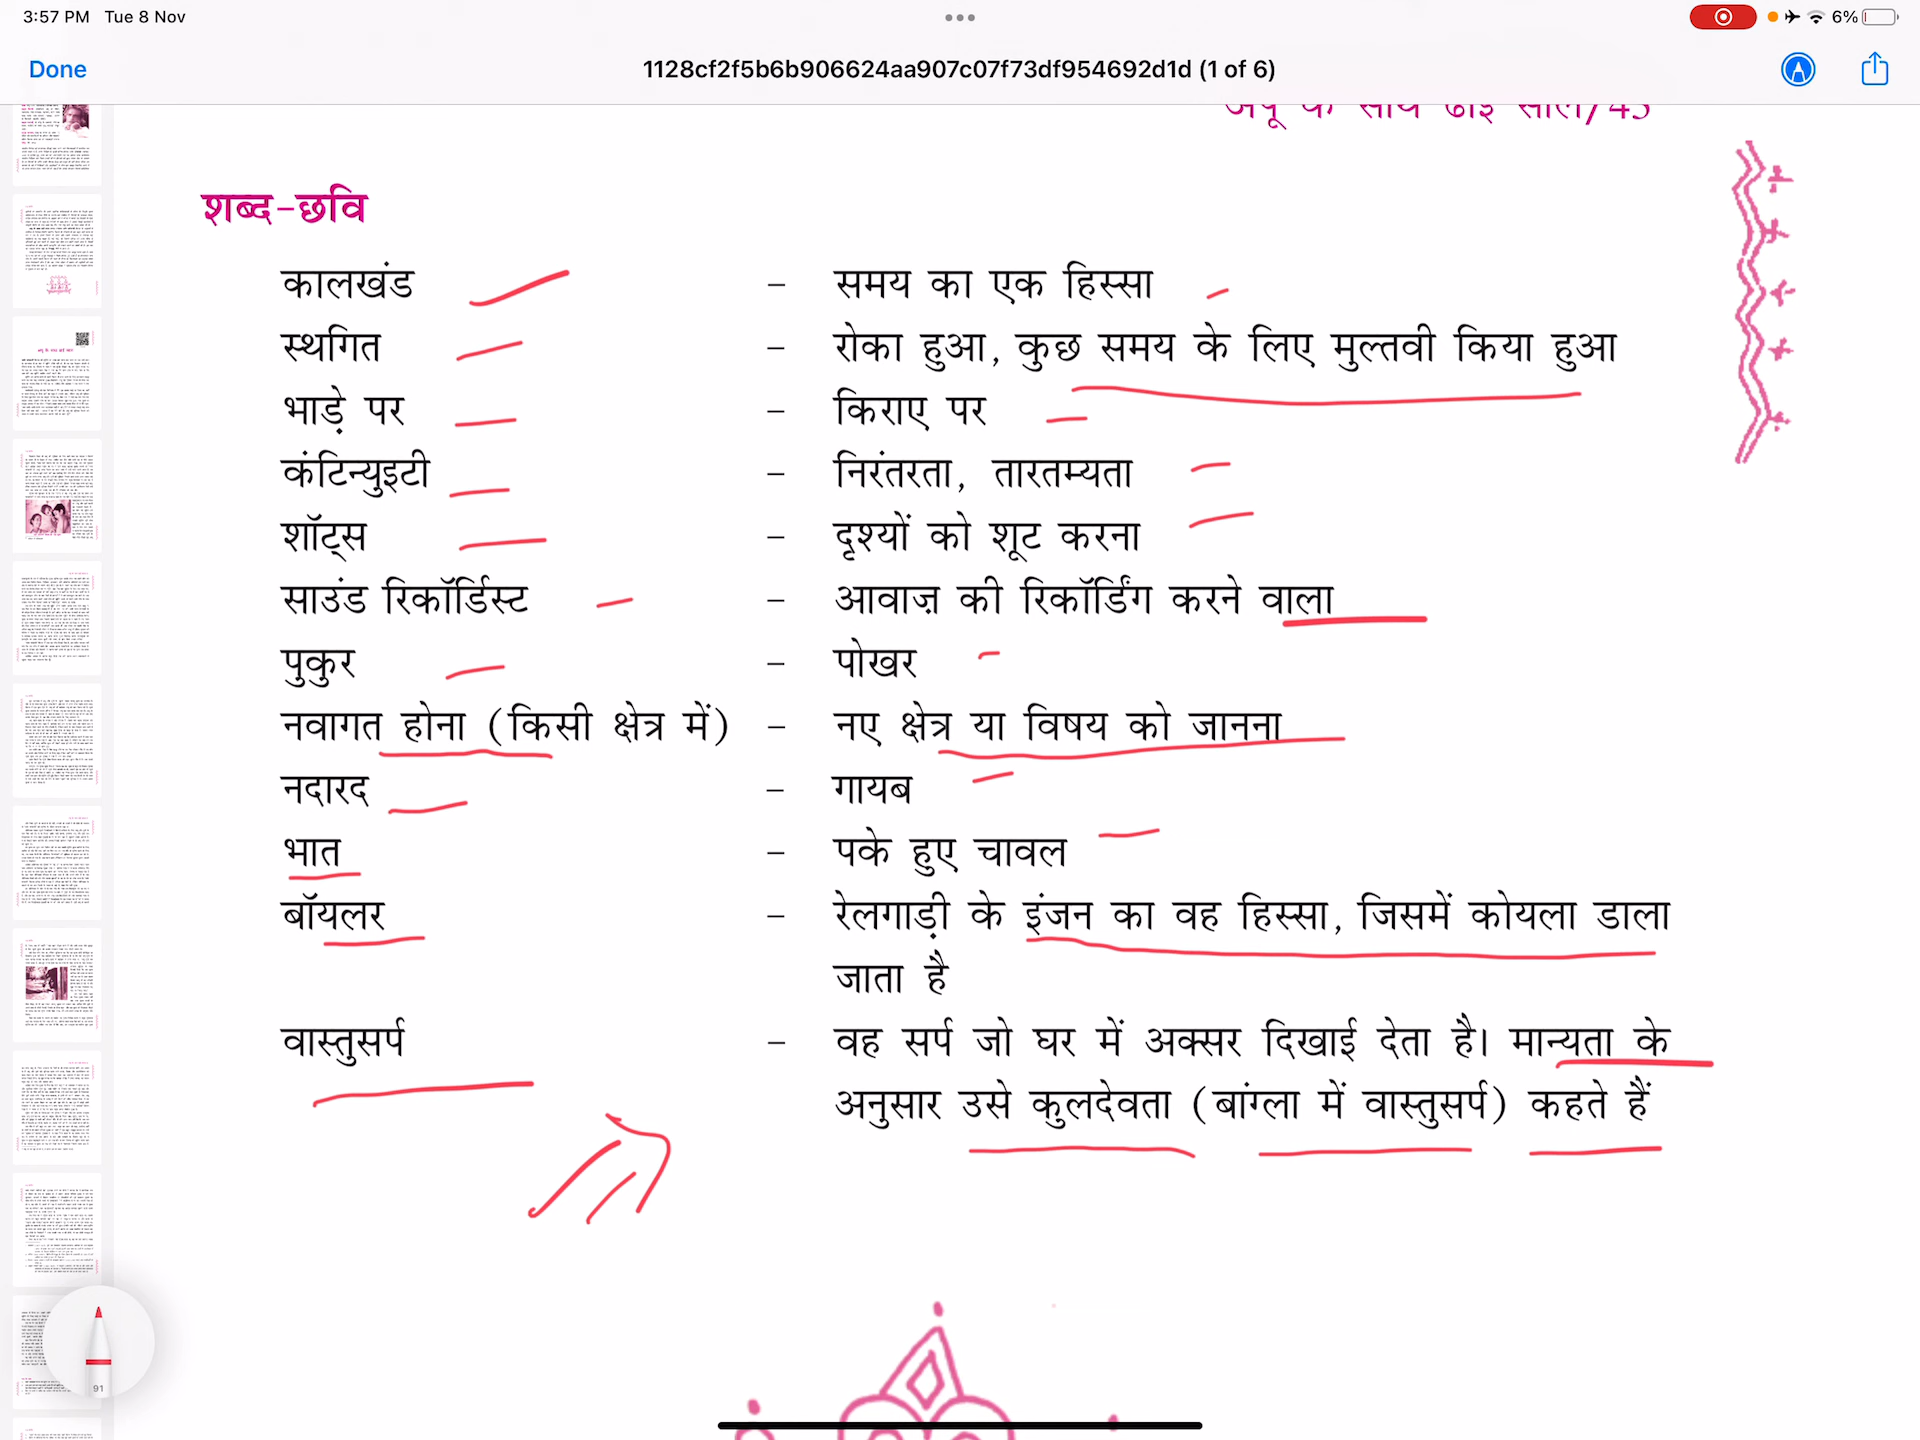 3:57 PM Tue 8 Nov
6%
Done
1128cf2f5b6b906624aa907c07f73df954692d1d (1 of 6)
अपू के साथ ढाई साल/45
शब्द-छवि
कालखंड – समय का एक हिस्सा
स्थगित – रोका हुआ, कुछ समय के लिए मुल्तवी किया हुआ
भाड़े पर – किराए पर
कंटिन्युइटी – निरंतरता, तारतम्यता
शॉट्स – दृश्यों को शूट करना
साउंड रिकॉर्डिस्ट – आवाज़ की रिकॉर्डिंग करने वाला
पुकुर – पोखर
नवागत होना (किसी क्षेत्र में) – नए क्षेत्र या विषय को जानना
नदारद – गायब
भात – पके हुए चावल
बॉयलर – रेलगाड़ी के इंजन का वह हिस्सा, जिसमें कोयला डाला
जाता है
वास्तुसर्प – वह सर्प जो घर में अक्सर दिखाई देता है। मान्यता के
अनुसार उसे कुलदेवता (बांग्ला में वास्तुसर्प) कहते हैं
91